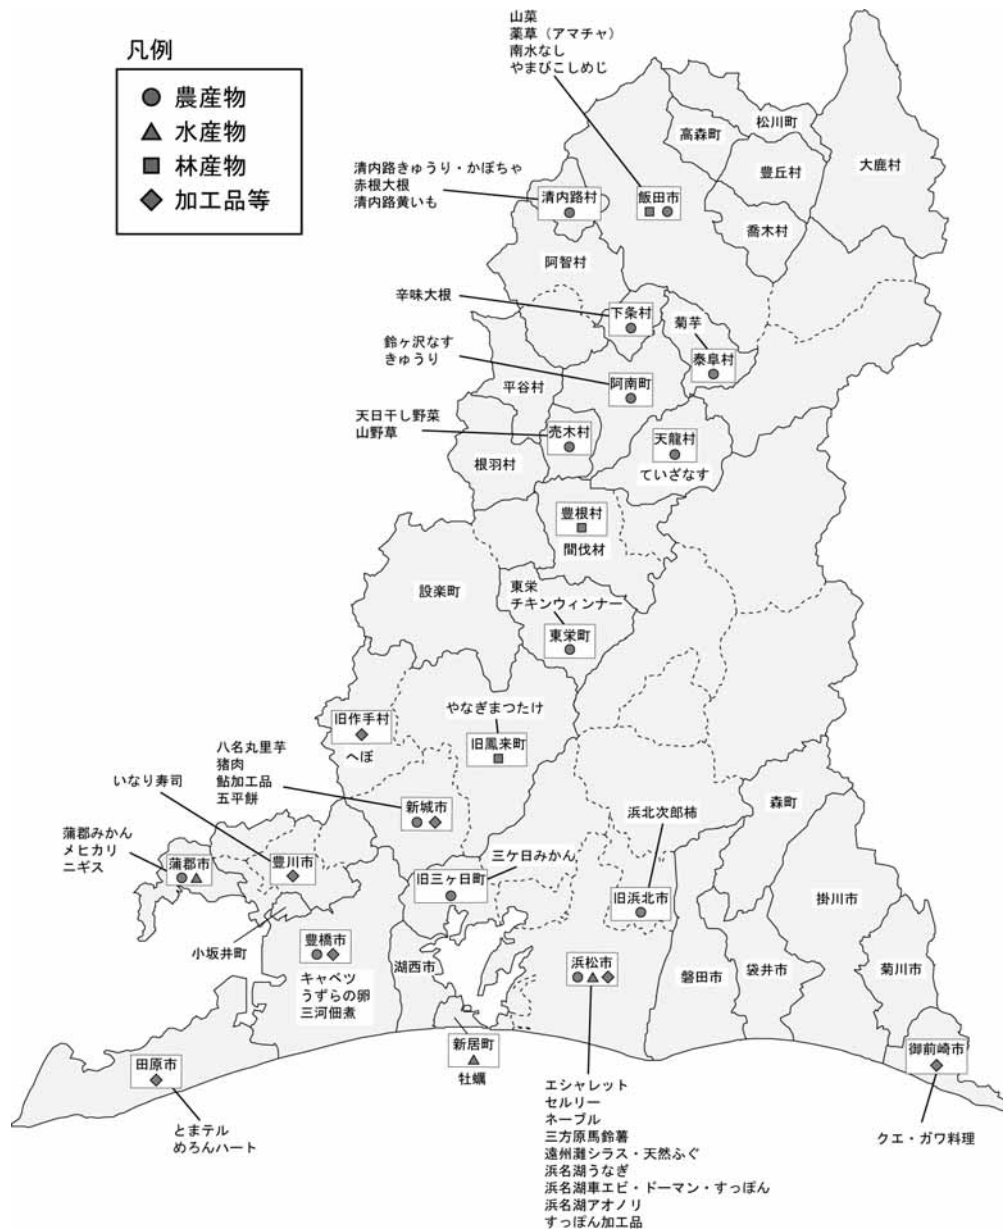 山菜
薬草（アマチャ）
南水なし
やまびこしめじ
凡例
農産物
水産物
林産物
加工品等
松川町
高森町
大鹿村
豊丘村
清内路きゅうり・かぼちゃ
赤根大根
清内路黄いも
清内路村
飯田市
喬木村
阿智村
辛味大根
下条村
菊芋
鈴ヶ沢なす
きゅうり
泰阜村
阿南町
平谷村
天日干し野菜
山野草
売木村
天龍村
ていざなす
根羽村
豊根村
間伐材
設楽町
東栄
チキンウィンナー
東栄町
やなぎまつたけ
旧作手村
へぼ
旧鳳来町
八名丸里芋
猪肉
鮎加工品
五平餅
いなり寿司
新城市
森町
浜北次郎柿
蒲郡みかん
メヒカリ
ニギス
蒲郡市
豊川市
三ケ日みかん
旧三ヶ日町
旧浜北市
掛川市
小坂井町
豊橋市
キャベツ
うずらの卵
三河佃煮
湖西市
浜松市
磐田市
袋井市
菊川市
新居町
牡蠣
御前崎市
田原市
とまテル
めろんハート
エシャレット
セルリー
ネーブル
三方原馬鈴薯
遠州灘シラス・天然ふぐ
浜名湖うなぎ
浜名湖車エビ・ドーマン・すっぽん
浜名湖アオノリ
すっぽん加工品
クエ・ガワ料理